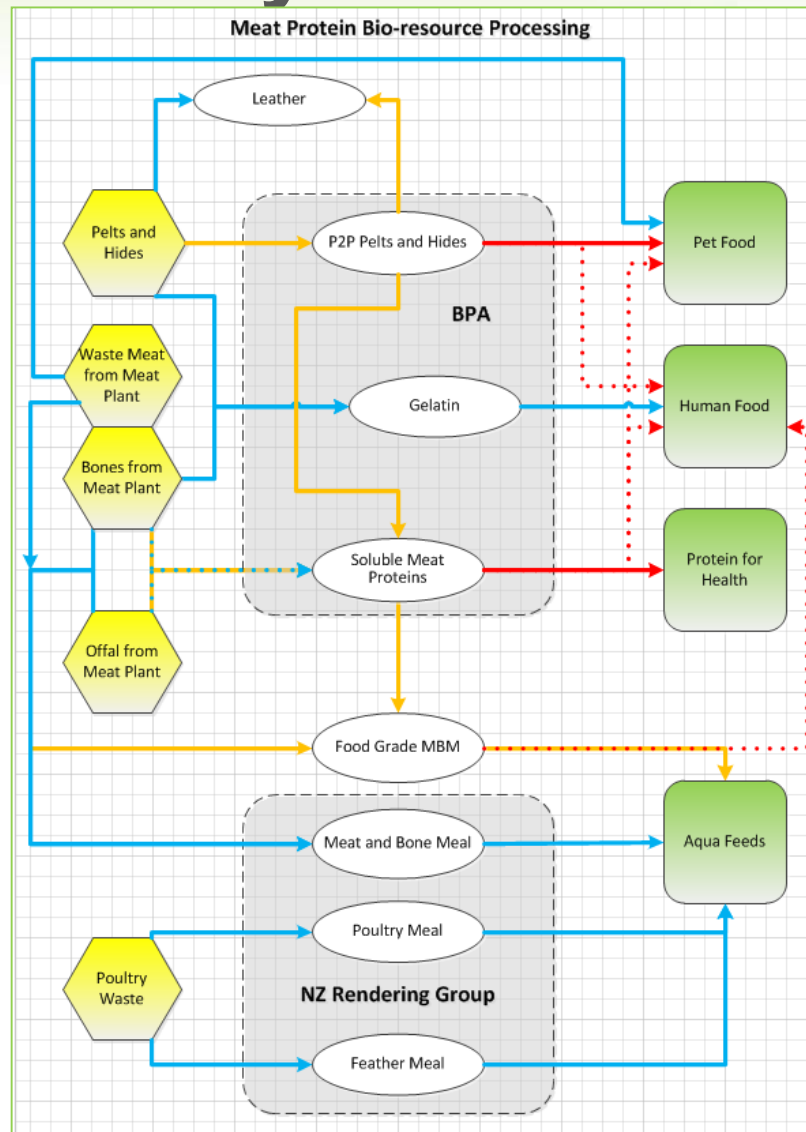 Meat Protein Bio-resource Processing
Leather
Pelts and
Hides
P2P Pelts and Hides
Pet Food
BPA
Waste Meat
from Meat
Plant
Gelatin
Human Food
Bones from
Meat Plant
Soluble Meat
Proteins
Protein for
Health
Offal from
Meat Plant
Food Grade MBM
Meat and Bone Meal
Aqua Feeds
Poultry Meal
Poultry
Waste
NZ Rendering Group
Feather Meal